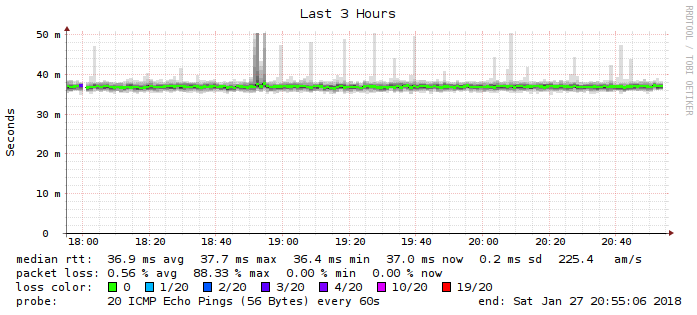 Last 3 Hours
RRDTOOL / TOBI OETIKER
Seconds
50 m
40 m
30 m
20 m
10 m
0
18:00 18:20 18:40 19:00 19:20 19:40 20:00 20:20 20:40
median rtt: 36.9 ms avg 37.7 ms max 36.4 ms min 37.0 ms now 0.2 ms sd 225.4 am/s
packet loss: 0.56 % avg 88.33 % max 0.00 % min 0.00 % now
loss color: 0 1/20 2/20 3/20 4/20 10/20 19/20
probe: 20 ICMP Echo Pings (56 Bytes) every 60s end: Sat Jan 27 20:55:06 2018